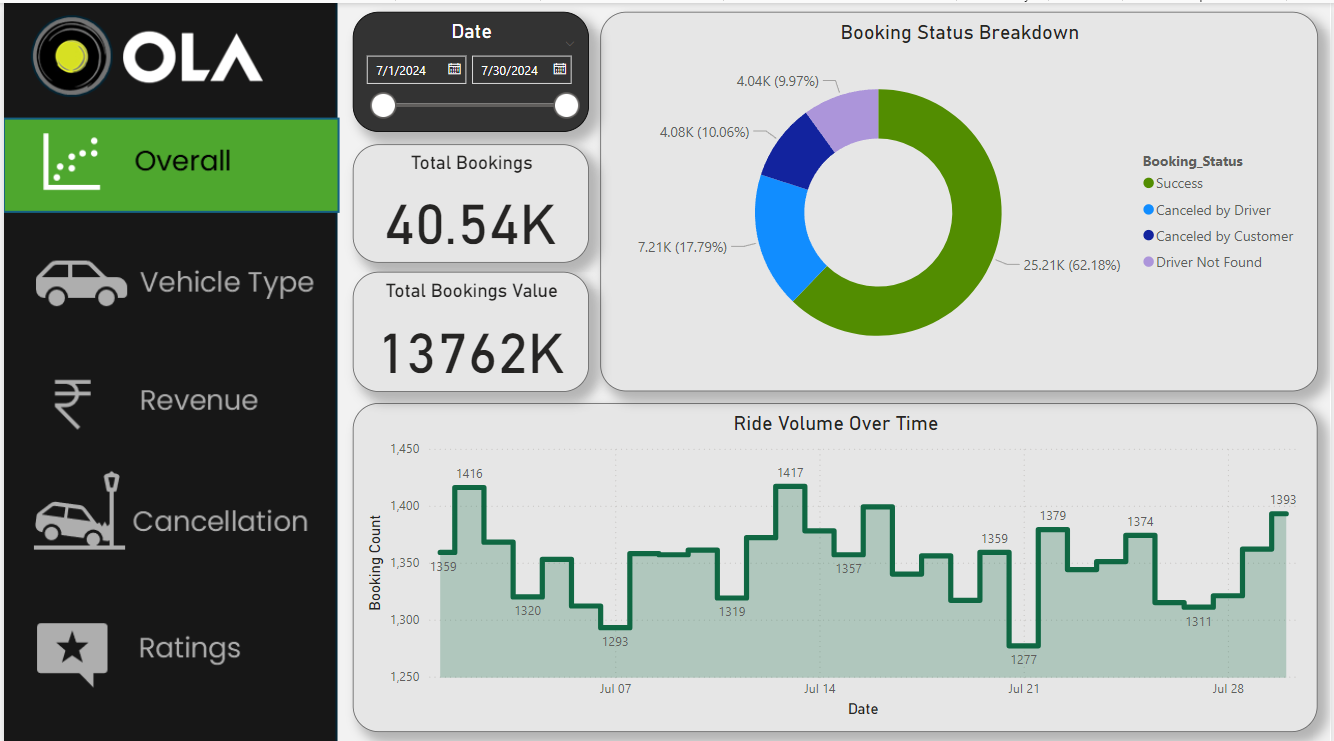 OLA
Overall
Vehicle Type
Revenue
Cancellation
Ratings
Date
7/1/2024
7/30/2024
Total Bookings
40.54K
Total Bookings Value
13762K
Booking Status Breakdown
4.04K (9.97%)
4.08K (10.06%)
7.21K (17.79%)
25.21K (62.18%)
Booking_Status
Success
Canceled by Driver
Canceled by Customer
Driver Not Found
Ride Volume Over Time
Booking Count
1,450
1,400
1,350
1,300
1,250
1359
1416
1320
1293
1319
1417
1357
1359
1277
1379
1374
1311
1393
Jul 07
Jul 14
Jul 21
Jul 28
Date